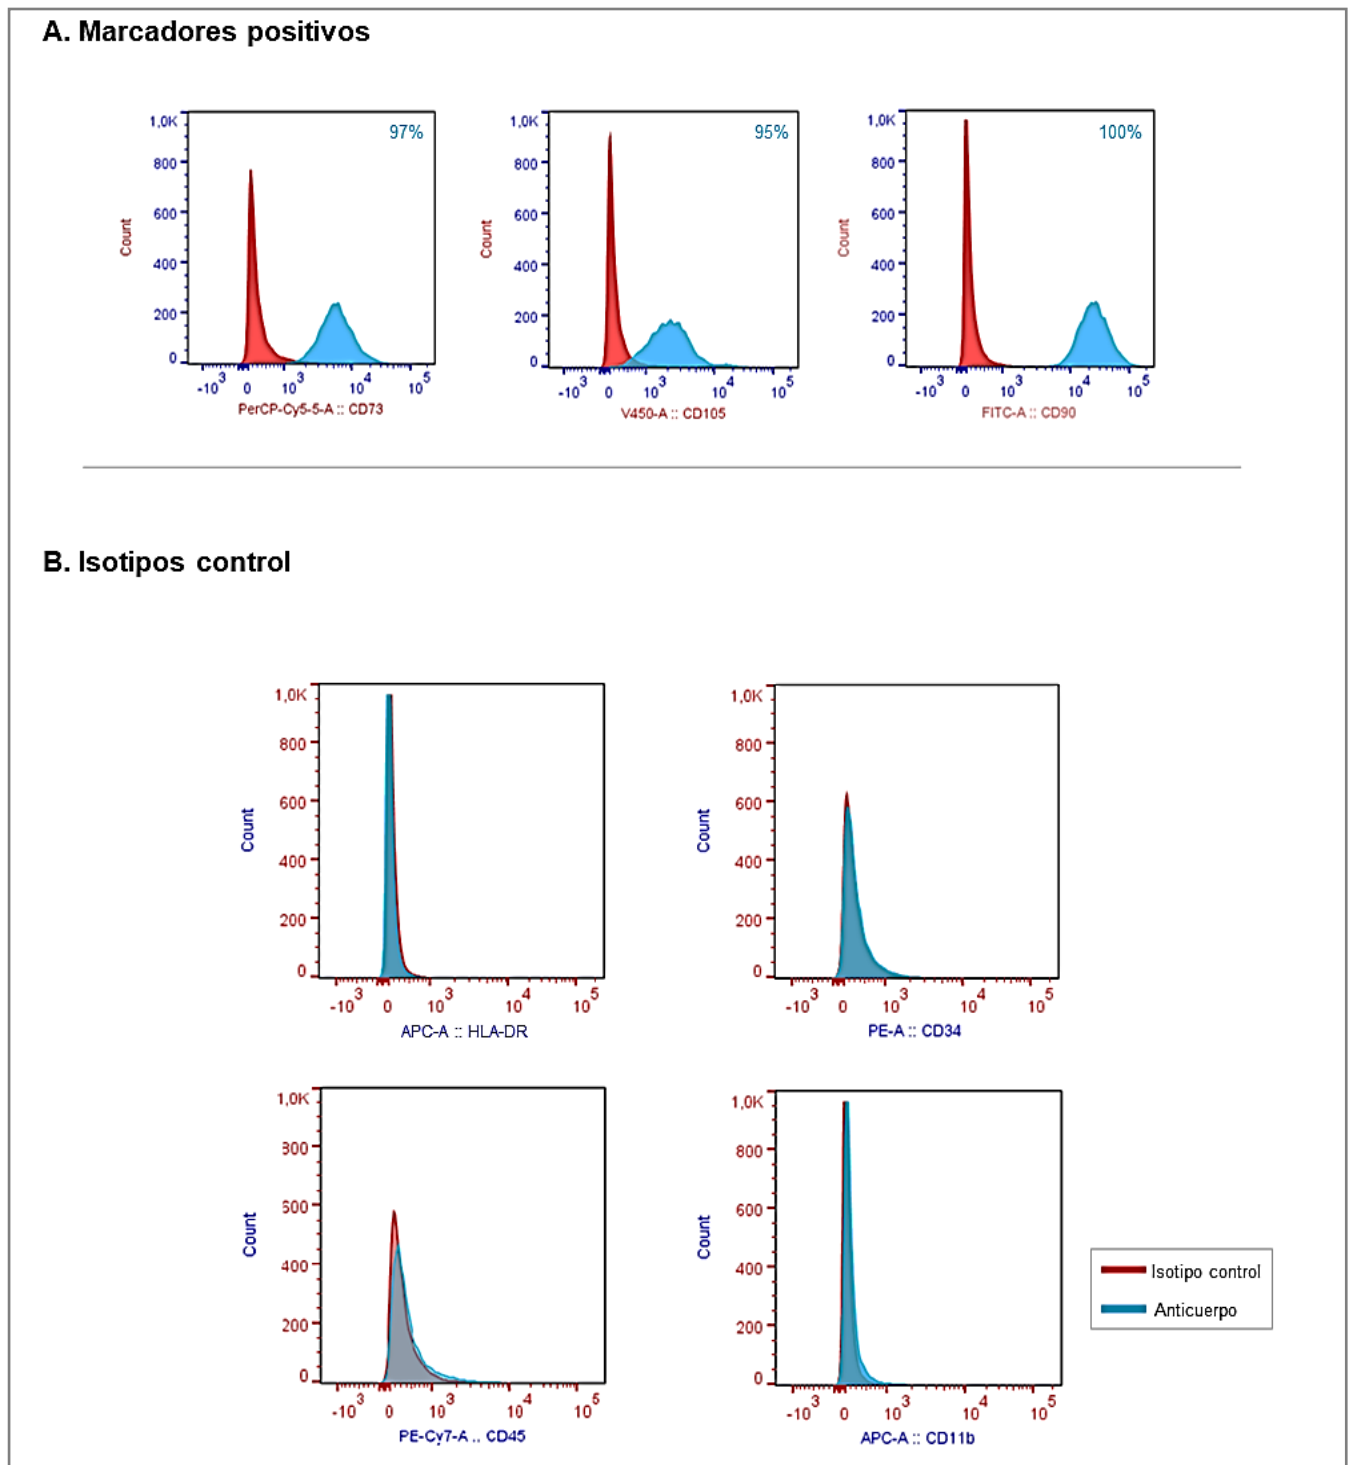 A. Marcadores positivos
97%
1,0K
800
600
400
200
0
Count
-10³ 0 10³ 10⁴ 10⁵
PerCP-Cy5-5-A :: CD73
95%
1,0K
800
600
400
200
0
Count
-10³ 0 10³ 10⁴ 10⁵
V450-A :: CD105
100%
1,0K
800
600
400
200
0
Count
-10³ 0 10³ 10⁴ 10⁵
FITC-A :: CD90
B. Isotipos control
1,0K
800
600
400
200
0
Count
-10³ 0 10³ 10⁴ 10⁵
APC-A :: HLA-DR
1,0K
800
600
400
200
0
Count
-10³ 0 10³ 10⁴ 10⁵
PE-A :: CD34
1,0K
800
600
400
200
0
Count
-10³ 0 10³ 10⁴ 10⁵
PE-Cy7-A .. CD45
1,0K
800
600
400
200
0
Count
-10³ 0 10³ 10⁴ 10⁵
APC-A :: CD11b
Isotipo control
Anticuerpo